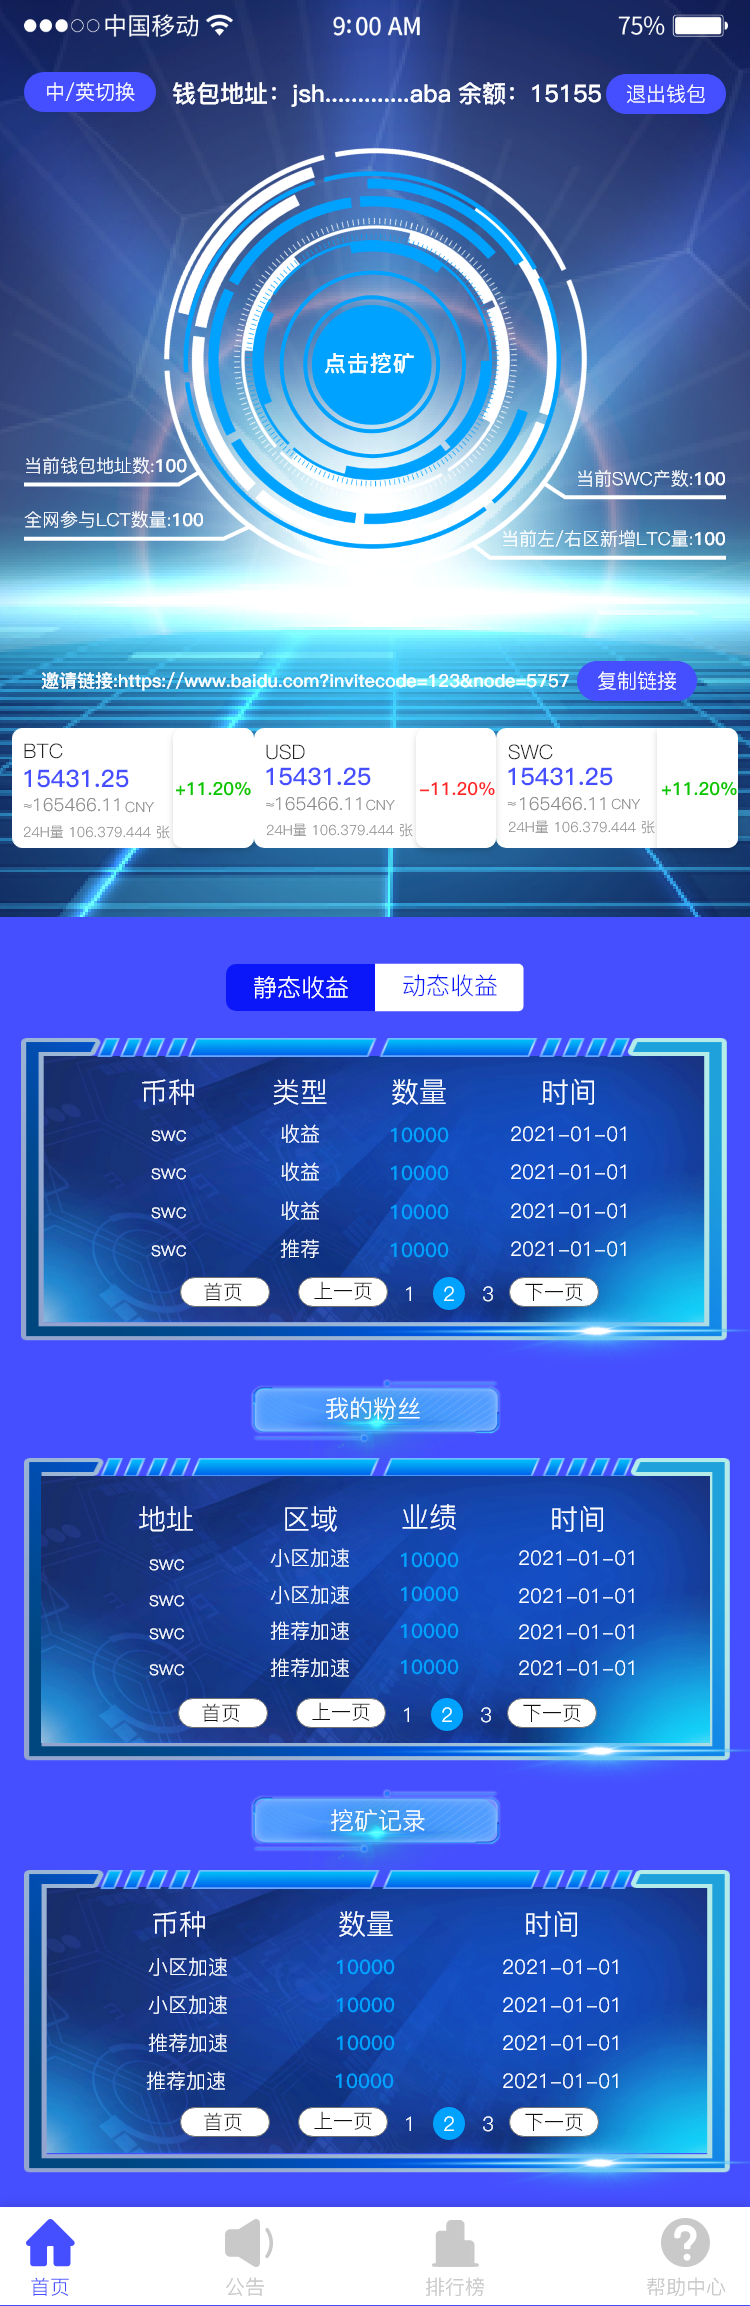 中国移动 9:00 AM 75%
中/英切换 钱包地址：jsh.............aba 余额：15155 退出钱包
点击挖矿
当前钱包地址数:100
当前SWC产数:100
全网参与LCT数量:100
当前左/右区新增LTC量:100
邀请链接:https://www.baidu.com?invitecode=123&node=5757 复制链接
BTC
15431.25
≈165466.11CNY
24H量 106.379.444 张
+11.20%
USD
15431.25
≈165466.11CNY
24H量 106.379.444 张
-11.20%
SWC
15431.25
≈165466.11CNY
24H量 106.379.444 张
+11.20%
静态收益 动态收益
币种 类型 数量 时间
SWC 收益 10000 2021-01-01
SWC 收益 10000 2021-01-01
SWC 收益 10000 2021-01-01
SWC 推荐 10000 2021-01-01
首页 上一页 1 2 3 下一页
我的粉丝
地址 区域 业绩 时间
SWC 小区加速 10000 2021-01-01
SWC 小区加速 10000 2021-01-01
SWC 推荐加速 10000 2021-01-01
SWC 推荐加速 10000 2021-01-01
首页 上一页 1 2 3 下一页
挖矿记录
币种 数量 时间
小区加速 10000 2021-01-01
小区加速 10000 2021-01-01
推荐加速 10000 2021-01-01
推荐加速 10000 2021-01-01
首页 上一页 1 2 3 下一页
首页 公告 排行榜 帮助中心